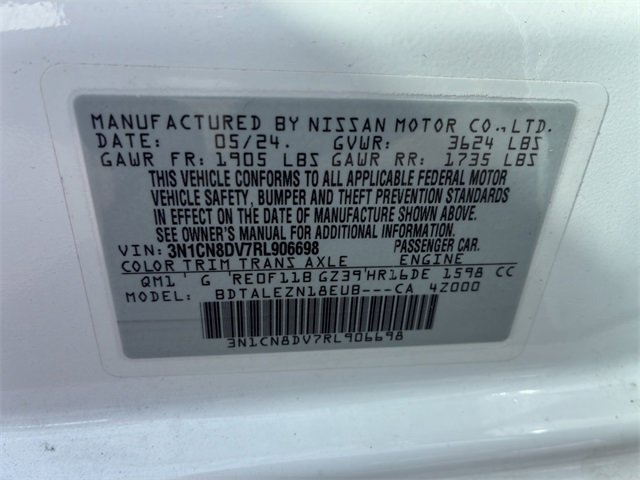 MANUFACTURED BY NISSAN MOTOR CO.,LTD.
DATE: 05/24. GVWR: 3624 LBS
GAWR FR: 1905 LBS GAWR RR: 1735 LBS
THIS VEHICLE CONFORMS TO ALL APPLICABLE FEDERAL MOTOR
VEHICLE SAFETY, BUMPER AND THEFT PREVENTION STANDARDS
IN EFFECT ON THE DATE OF MANUFACTURE SHOWN ABOVE.
SEE OWNER'S MANUAL FOR ADDITIONAL INFORMATION.
VIN: 3N1CN8DV7RL906698 PASSENGER CAR.
COLOR TRIM TRANS AXLE ENGINE
QM1 G RE0F11B GZ39 HR16DE 1598 CC
MODEL: BDTALEZN18EUB---CA 4Z000
3N1CN8DV7RL906698